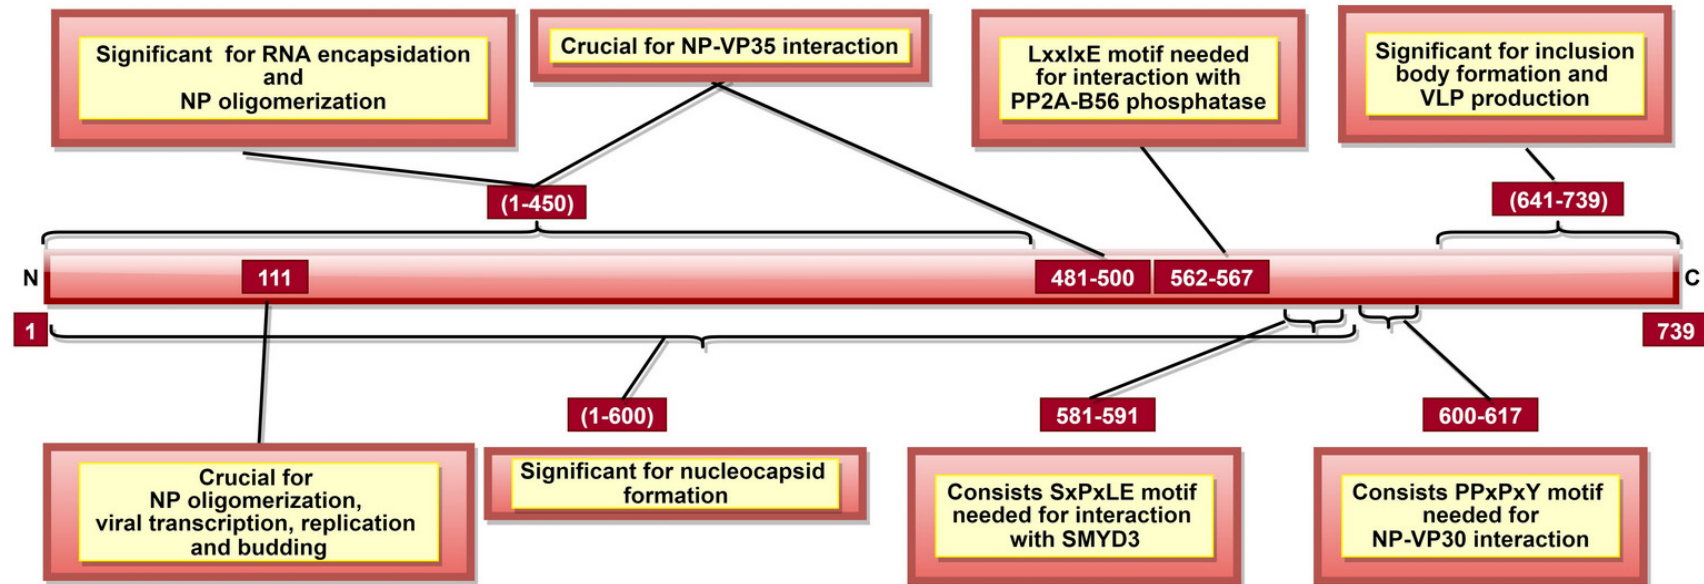 Significant for RNA encapsidation
and
NP oligomerization
Crucial for NP-VP35 interaction
LxxIxE motif needed
for interaction with
PP2A-B56 phosphatase
Significant for inclusion
body formation and
VLP production
(1-450)
(641-739)
N
111
481-500
562-567
C
1
739
(1-600)
581-591
600-617
Crucial for
NP oligomerization,
viral transcription, replication
and budding
Significant for nucleocapsid
formation
Consists SxPxLE motif
needed for interaction
with SMYD3
Consists PPxPxY motif
needed for
NP-VP30 interaction